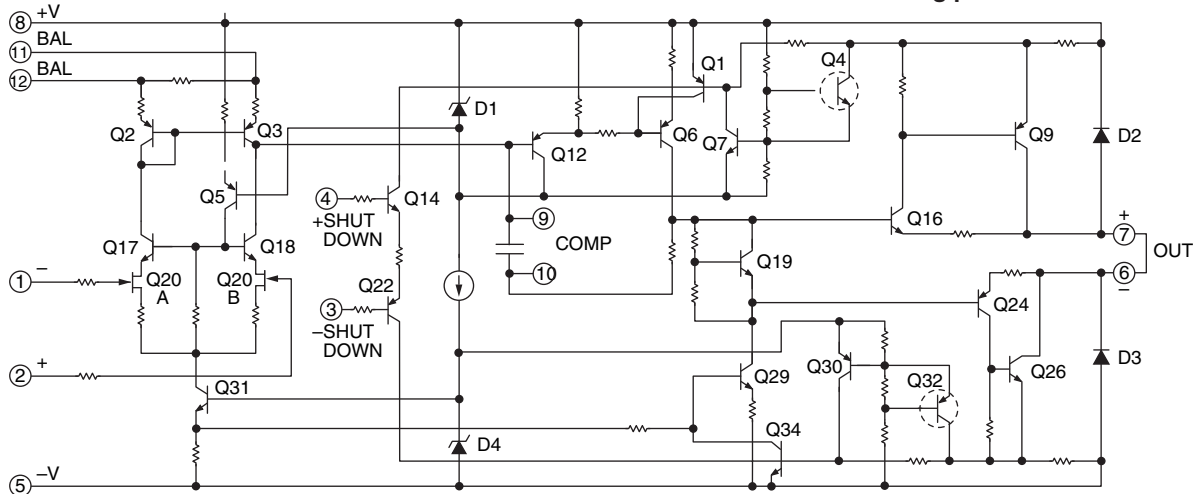 8 +V
11 BAL
12 BAL
Q2
Q3
Q5
Q17
Q18
1 −
Q20
A
Q20
B
2 +
Q31
5 −V
D1
Q14
4
+SHUT
DOWN
Q22
3
–SHUT
DOWN
D4
9
COMP
10
Q12
Q6
Q1
Q7
Q4
Q9
D2
Q16
+
7
OUT
6
−
Q19
Q24
Q26
D3
Q29
Q30
Q32
Q34